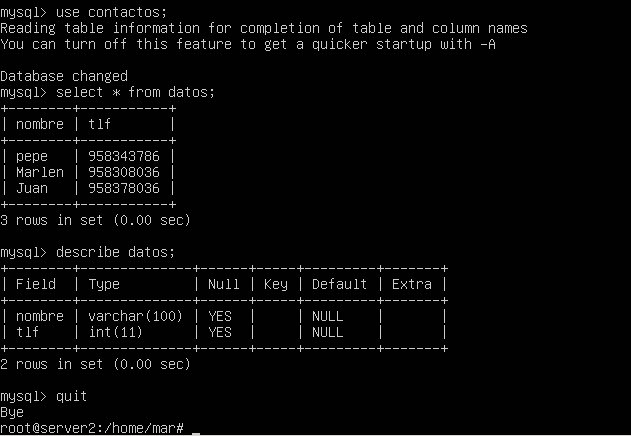 mysql> use contactos;
Reading table information for completion of table and column names
You can turn off this feature to get a quicker startup with -A

Database changed
mysql> select * from datos;
+--------+-----------+
| nombre | tlf       |
+--------+-----------+
| pepe   | 958343786 |
| Marlen | 958308036 |
| Juan   | 958378036 |
+--------+-----------+
3 rows in set (0.00 sec)

mysql> describe datos;
+--------+--------------+------+-----+---------+-------+
| Field  | Type         | Null | Key | Default | Extra |
+--------+--------------+------+-----+---------+-------+
| nombre | varchar(100) | YES  |     | NULL    |       |
| tlf    | int(11)      | YES  |     | NULL    |       |
+--------+--------------+------+-----+---------+-------+
2 rows in set (0.00 sec)

mysql> quit
Bye
root@server2:/home/mar# _